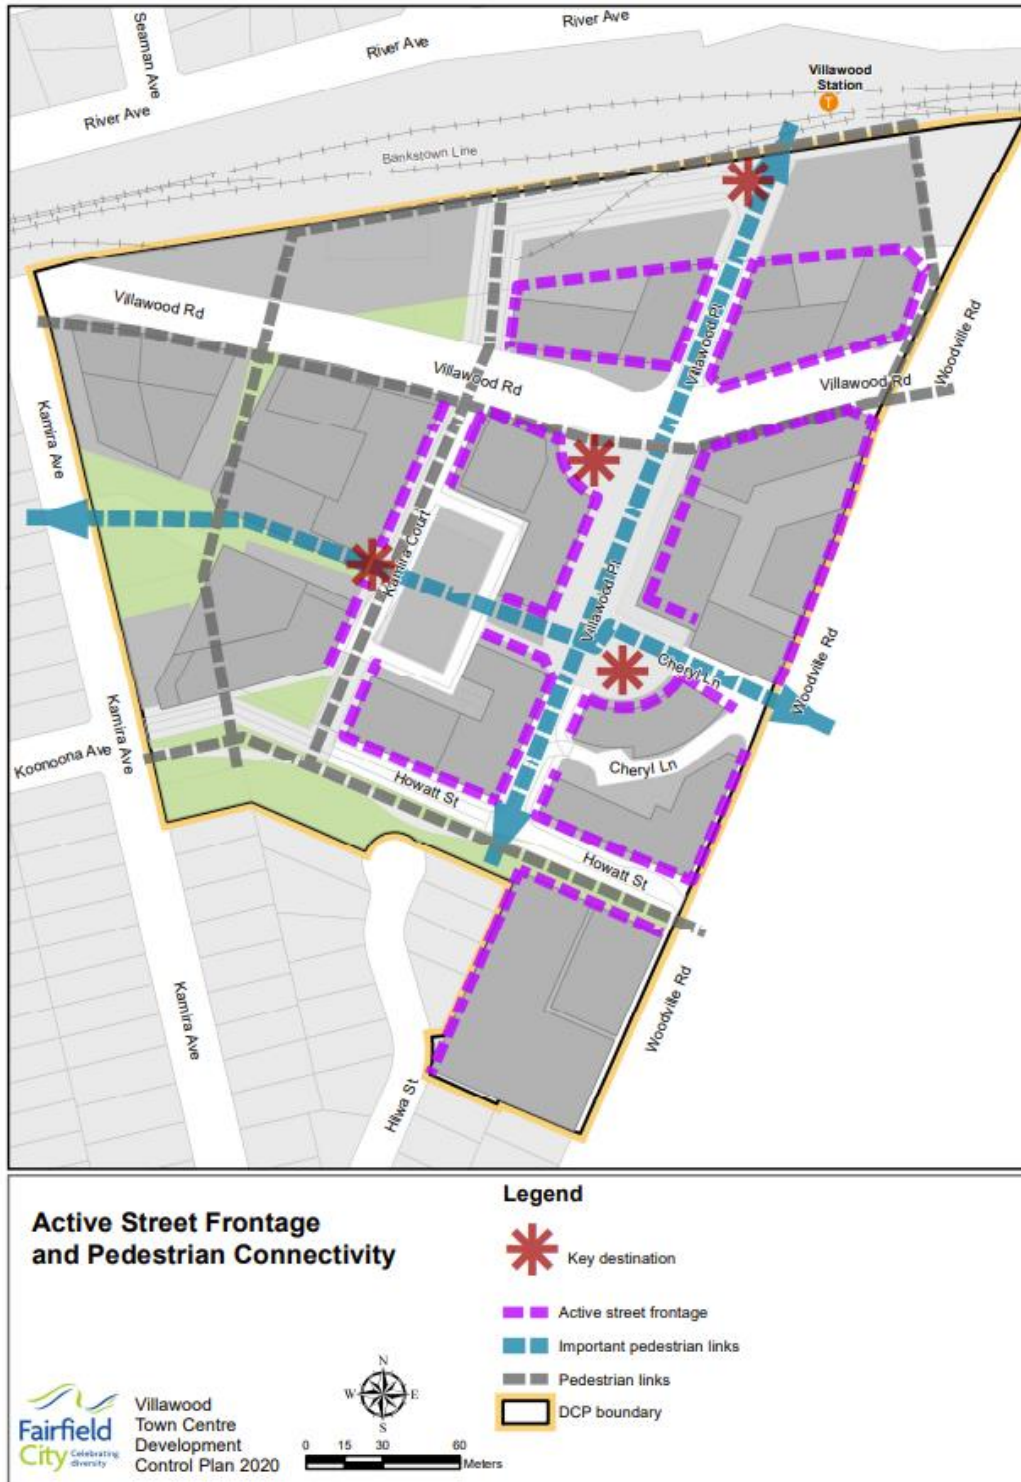 River Ave
River Ave
River Ave
Seaman Ave
Villawood
Station
T
Bankstown Line
Villawood Rd
Villawood Rd
Villawood Pl
Villawood Rd
Woodville Rd
Kamira Ave
Kamira Court
Villawood Pl
Cheryl Ln
Woodville Rd
Koonoona Ave
Kamira Ave
Cheryl Ln
Howatt St
Howatt St
Kamira Ave
Woodville Rd
Hilwa St
Active Street Frontage
and Pedestrian Connectivity
Legend
Key destination
Active street frontage
Important pedestrian links
Pedestrian links
DCP boundary
Fairfield
City Celebrating
diversity
Villawood
Town Centre
Development
Control Plan 2020
N
W E
S
0 15 30 60
Meters